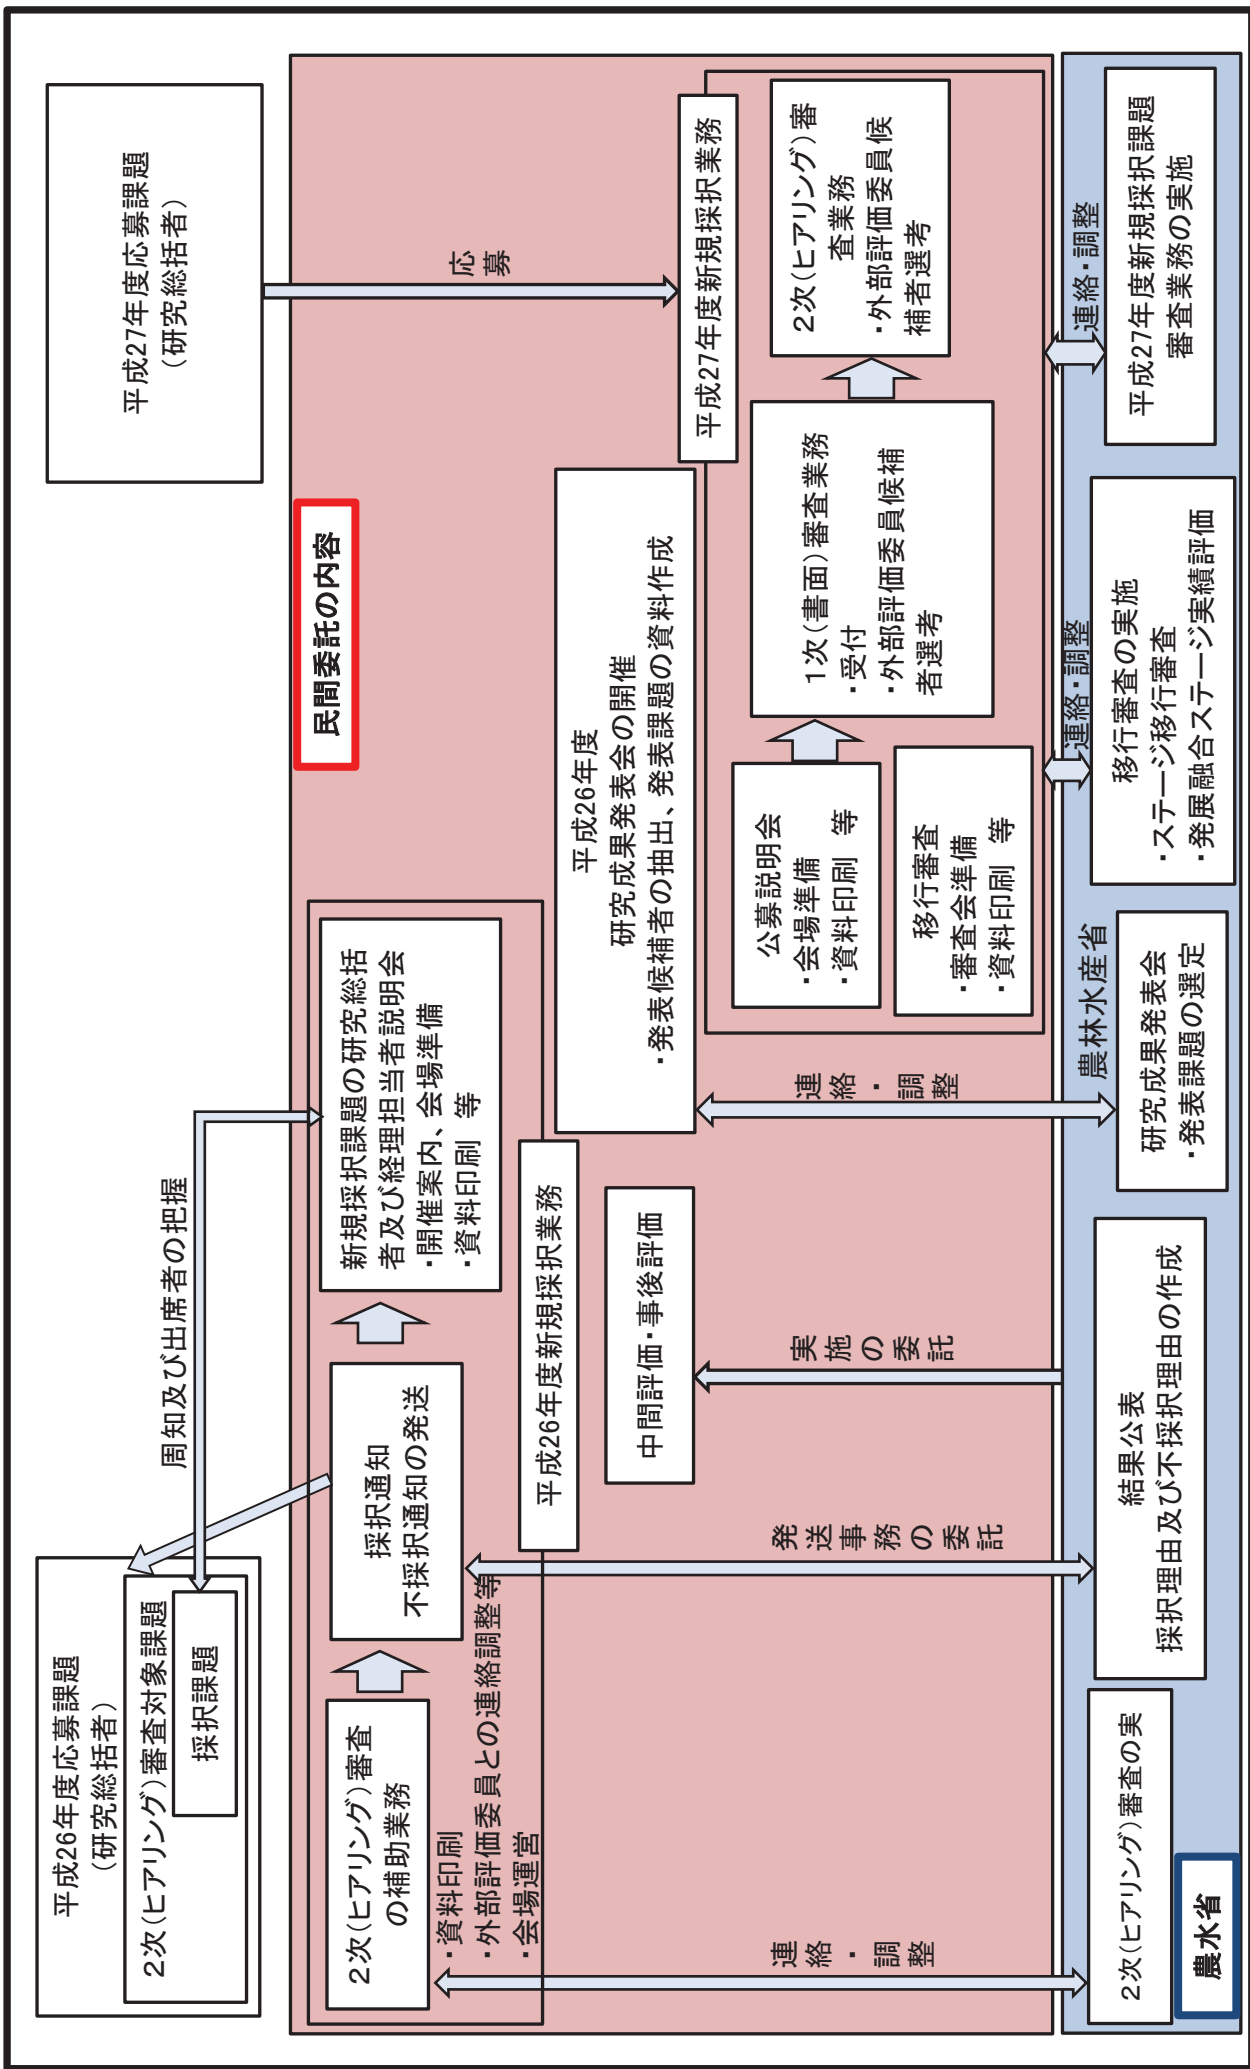 平成26年度応募課題
（研究総括者）
2次（ヒアリング）審査対象課題
採択課題
周知及び出席者の把握
平成27年度応募課題
（研究総括者）
民間委託の内容
応募
2次（ヒアリング）審査
の補助業務
・資料印刷
・外部評価委員との連絡調整等
・会場運営
採択通知
不採択通知の発送
新規採択課題の研究総括
者及び経理担当者説明会
・開催案内、会場準備
・資料印刷　等
平成26年度新規採択業務
中間評価・事後評価
平成26年度
研究成果発表会の開催
・発表候補者の抽出、発表課題の資料作成
平成27年度新規採択業務
公募説明会
・会場準備
・資料印刷　等
移行審査
・審査会準備
・資料印刷　等
1次（書面）審査業務
・受付
・外部評価委員候補
者選考
2次（ヒアリング）審
査業務
・外部評価委員候
補者選考
連絡・調整
発送事務の委託
実施の委託
連絡・調整
連絡・調整
連絡・調整
農林水産省
2次（ヒアリング）審査の実
農水省
結果公表
採択理由及び不採択理由の作成
研究成果発表会
・発表課題の選定
移行審査の実施
・ステージ移行審査
・発展融合ステージ実績評価
平成27年度新規採択課題
審査業務の実施